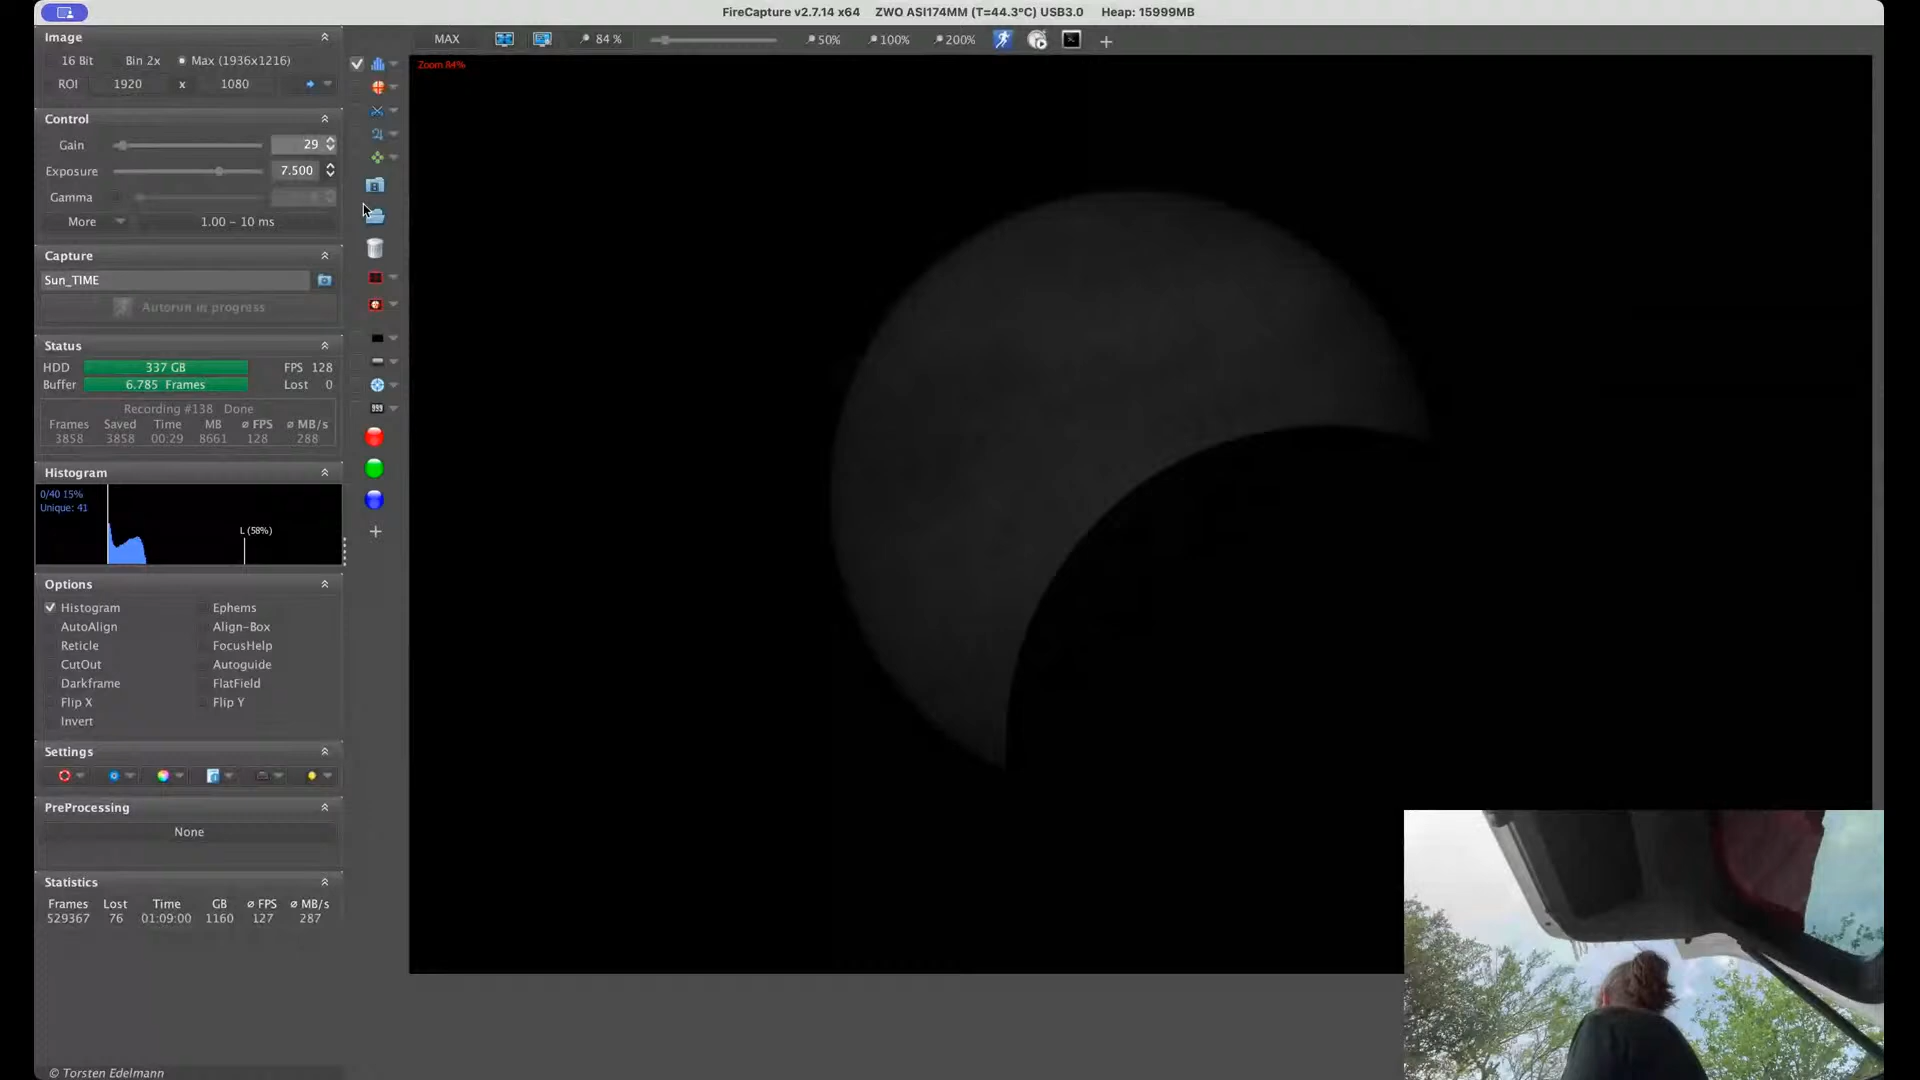 FireCapture v2.7.14 x64 ZWO ASI174MM (T=44.3°C) USB3.0 Heap: 15999MB
Image
MAX 84 % 50% 100% 200%
16 Bit Bin 2x Max (1936x1216)
Zoom 84%
ROI 1920 x 1080
Control
Gain 29
Exposure 7.500
Gamma
More 1.00 - 10 ms
Capture
Sun_TIME
Autorun in progress
Status
HDD 337 GB FPS 128
Buffer 6.785 Frames Lost 0
Recording #138 Done
Frames Saved Time MB ø FPS ø MB/s
3858 3858 00:29 8661 128 288
Histogram
0/40 15%
Unique: 41
L (58%)
Options
Histogram Ephems
AutoAlign Align-Box
Reticle FocusHelp
CutOut Autoguide
Darkframe FlatField
Flip X Flip Y
Invert
Settings
PreProcessing
None
Statistics
Frames Lost Time GB ø FPS ø MB/s
529367 76 01:09:00 1160 127 287
© Torsten Edelmann